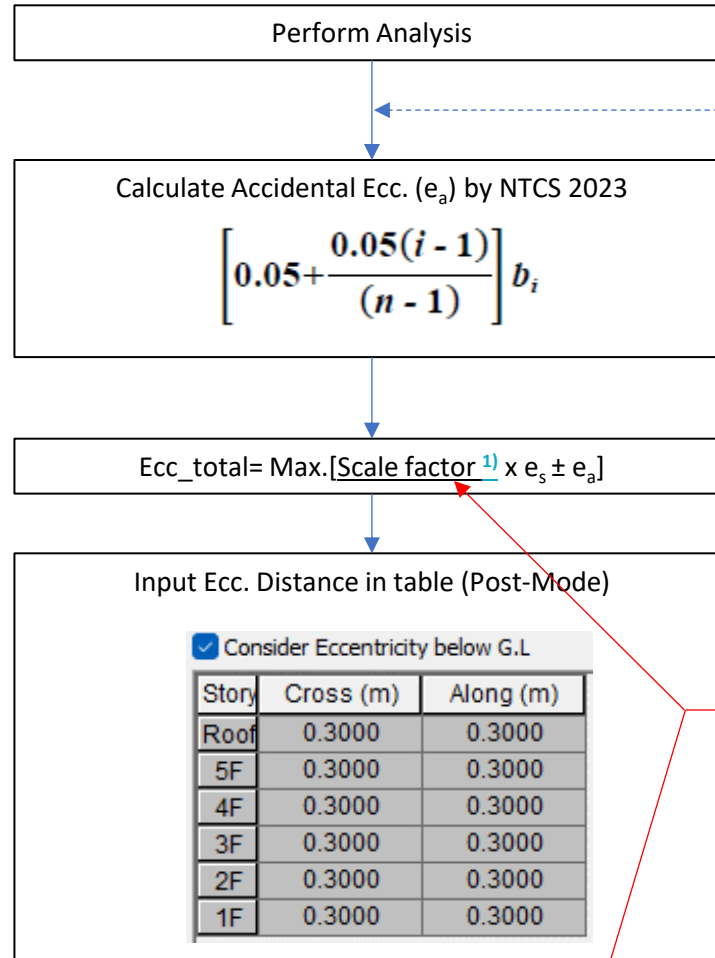 Perform Analysis
Calculate Accidental Ecc. (eₐ) by NTCS 2023
[0.05+ 0.05(i - 1) / (n - 1)] bᵢ
Ecc_total= Max.[Scale factor ¹⁾ x eₛ ± eₐ]
Input Ecc. Distance in table (Post-Mode)
Consider Eccentricity below G.L
Story Cross (m) Along (m)
Roof 0.3000 0.3000
5F 0.3000 0.3000
4F 0.3000 0.3000
3F 0.3000 0.3000
2F 0.3000 0.3000
1F 0.3000 0.3000